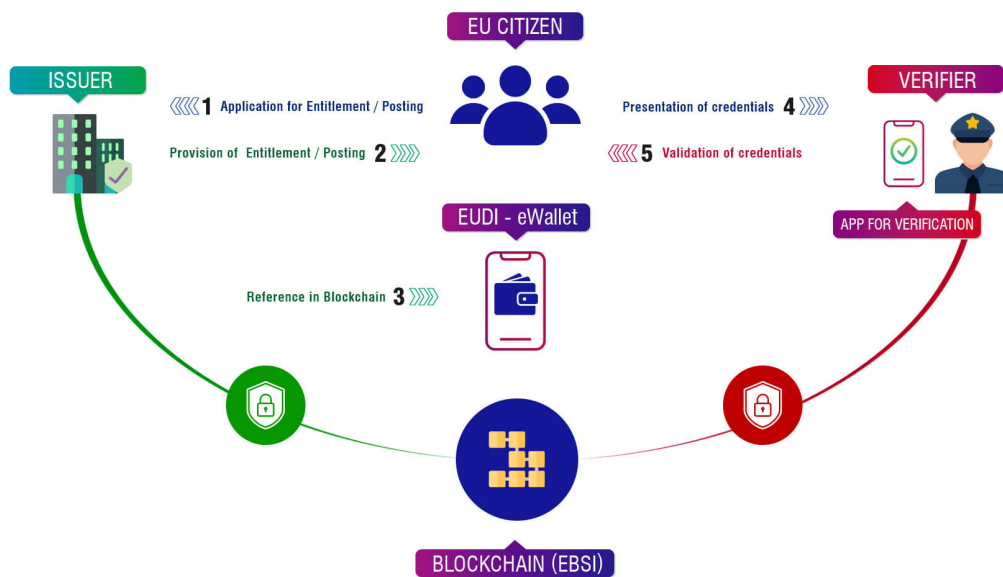 EU CITIZEN
ISSUER
VERIFIER
1 Application for Entitlement / Posting
Presentation of credentials 4
Provision of Entitlement / Posting 2
5 Validation of credentials
EUDI - eWallet
APP FOR VERIFICATION
Reference in Blockchain 3
BLOCKCHAIN (EBSI)